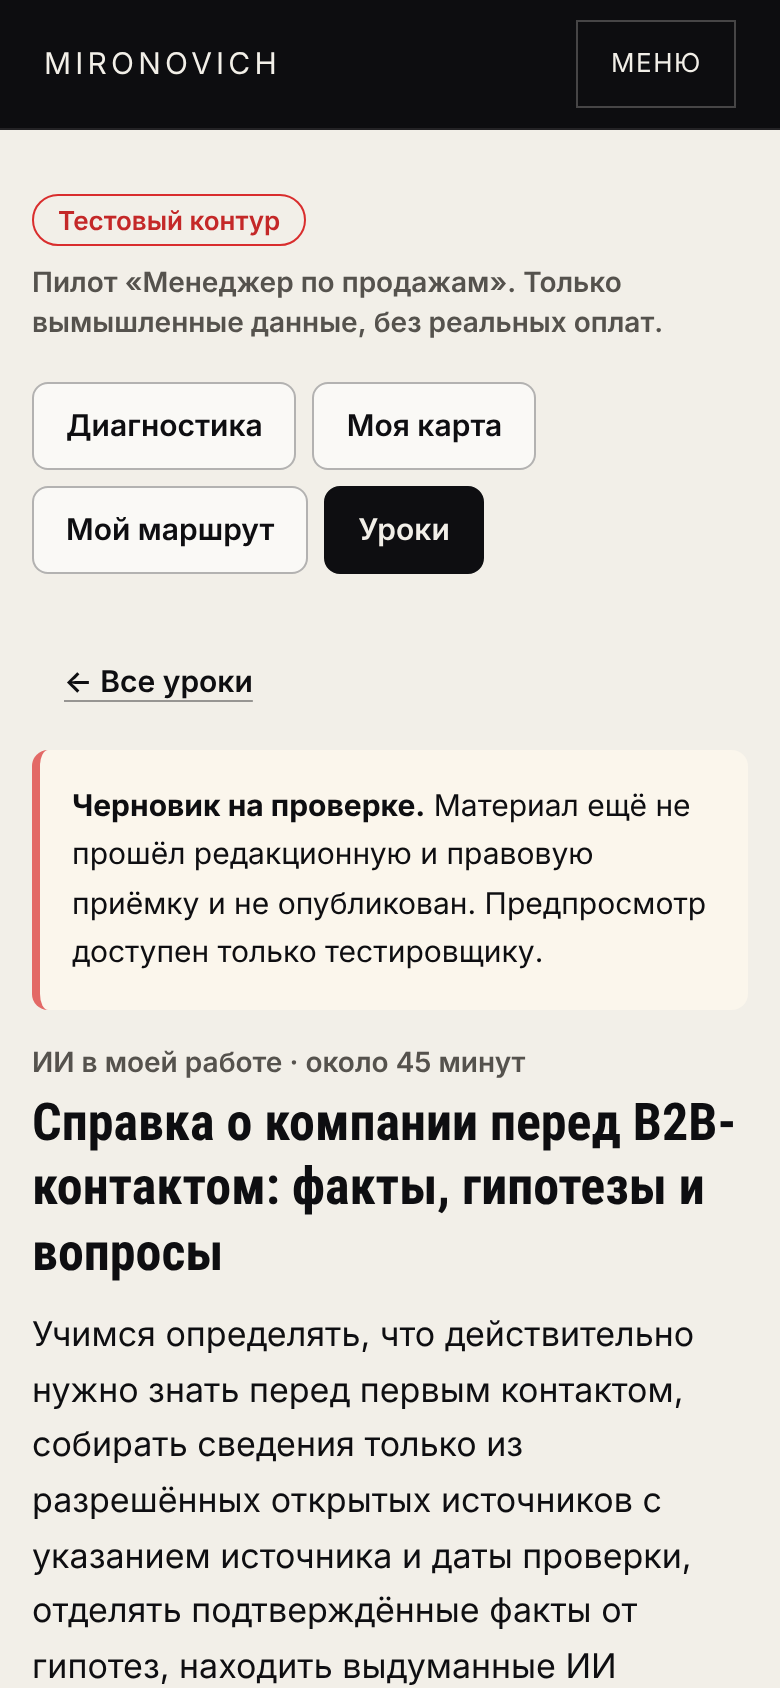 MIRONOVICH
МЕНЮ
Тестовый контур
Пилот «Менеджер по продажам». Только
вымышленные данные, без реальных оплат.
Диагностика
Моя карта
Мой маршрут
Уроки
← Все уроки
Черновик на проверке. Материал ещё не
прошёл редакционную и правовую
приёмку и не опубликован. Предпросмотр
доступен только тестировщику.
ИИ в моей работе · около 45 минут
Справка о компании перед B2B-
контактом: факты, гипотезы и
вопросы
Учимся определять, что действительно
нужно знать перед первым контактом,
собирать сведения только из
разрешённых открытых источников с
указанием источника и даты проверки,
отделять подтверждённые факты от
гипотез, находить выдуманные ИИ